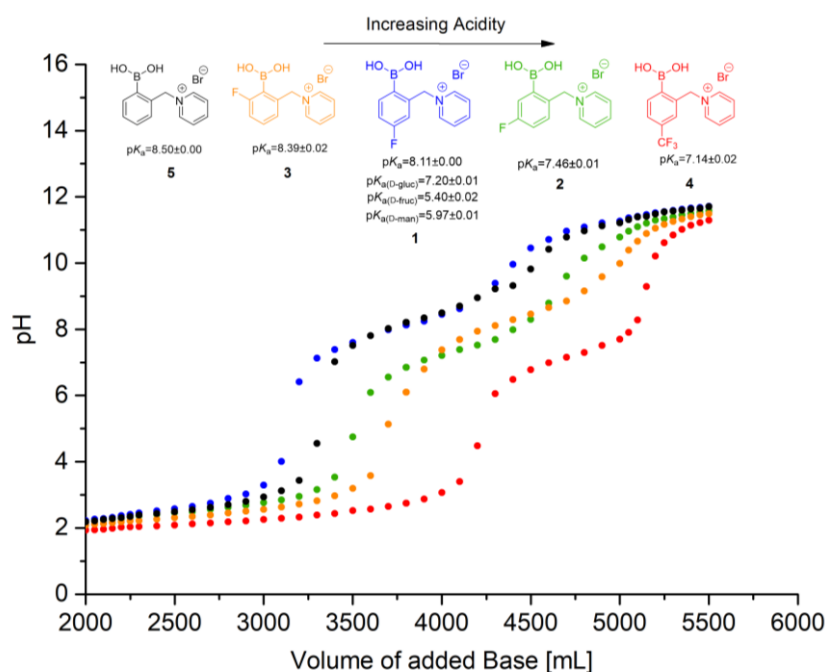 Increasing Acidity
HO OH
B
Br⊖
N⊕
pKa=8.50±0.00
5
HO OH
B
Br⊖
F
N⊕
pKa=8.39±0.02
3
HO OH
B
Br⊖
N⊕
F
pKa=8.11±0.00
pKa(D-gluc)=7.20±0.01
pKa(D-fruc)=5.40±0.02
pKa(D-man)=5.97±0.01
1
HO OH
B
Br⊖
N⊕
F
pKa=7.46±0.01
2
HO OH
B
Br⊖
N⊕
CF3
pKa=7.14±0.02
4
pH
16
14
12
10
8
6
4
2
0
2000 2500 3000 3500 4000 4500 5000 5500 6000
Volume of added Base [mL]